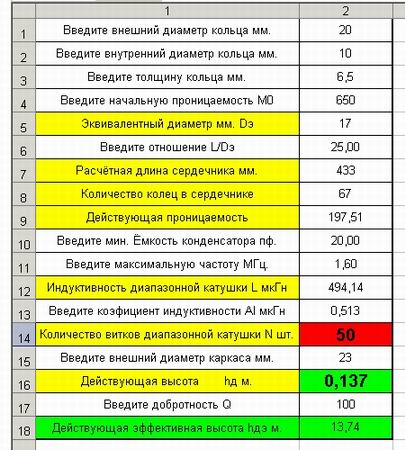 1 2
1 Введите внешний диаметр кольца мм. 20
2 Введите внутренний диаметр кольца мм. 10
3 Введите толщину кольца мм. 6,5
4 Введите начальную проницаемость М0 650
5 Эквивалентный диаметр мм. Dэ 17
6 Введите отношение L/Dэ 25,00
7 Расчётная длина сердечника мм. 433
8 Количество колец в сердечнике 67
9 Действующая проницаемость 197,51
10 Введите мин. Ёмкость конденсатора пф. 20,00
11 Введите максимальную частоту МГц. 1,60
12 Индуктивность диапазонной катушки L мкГн 494,14
13 Введите коэфициент индуктивности Al мкГн 0,513
14 Количество витков диапазонной катушки N шт. 50
15 Введите внешний диаметр каркаса мм. 23
16 Действующая высота hд м. 0,137
17 Введите добротность Q 100
18 Действующая эффективная высота hдэ м. 13,74